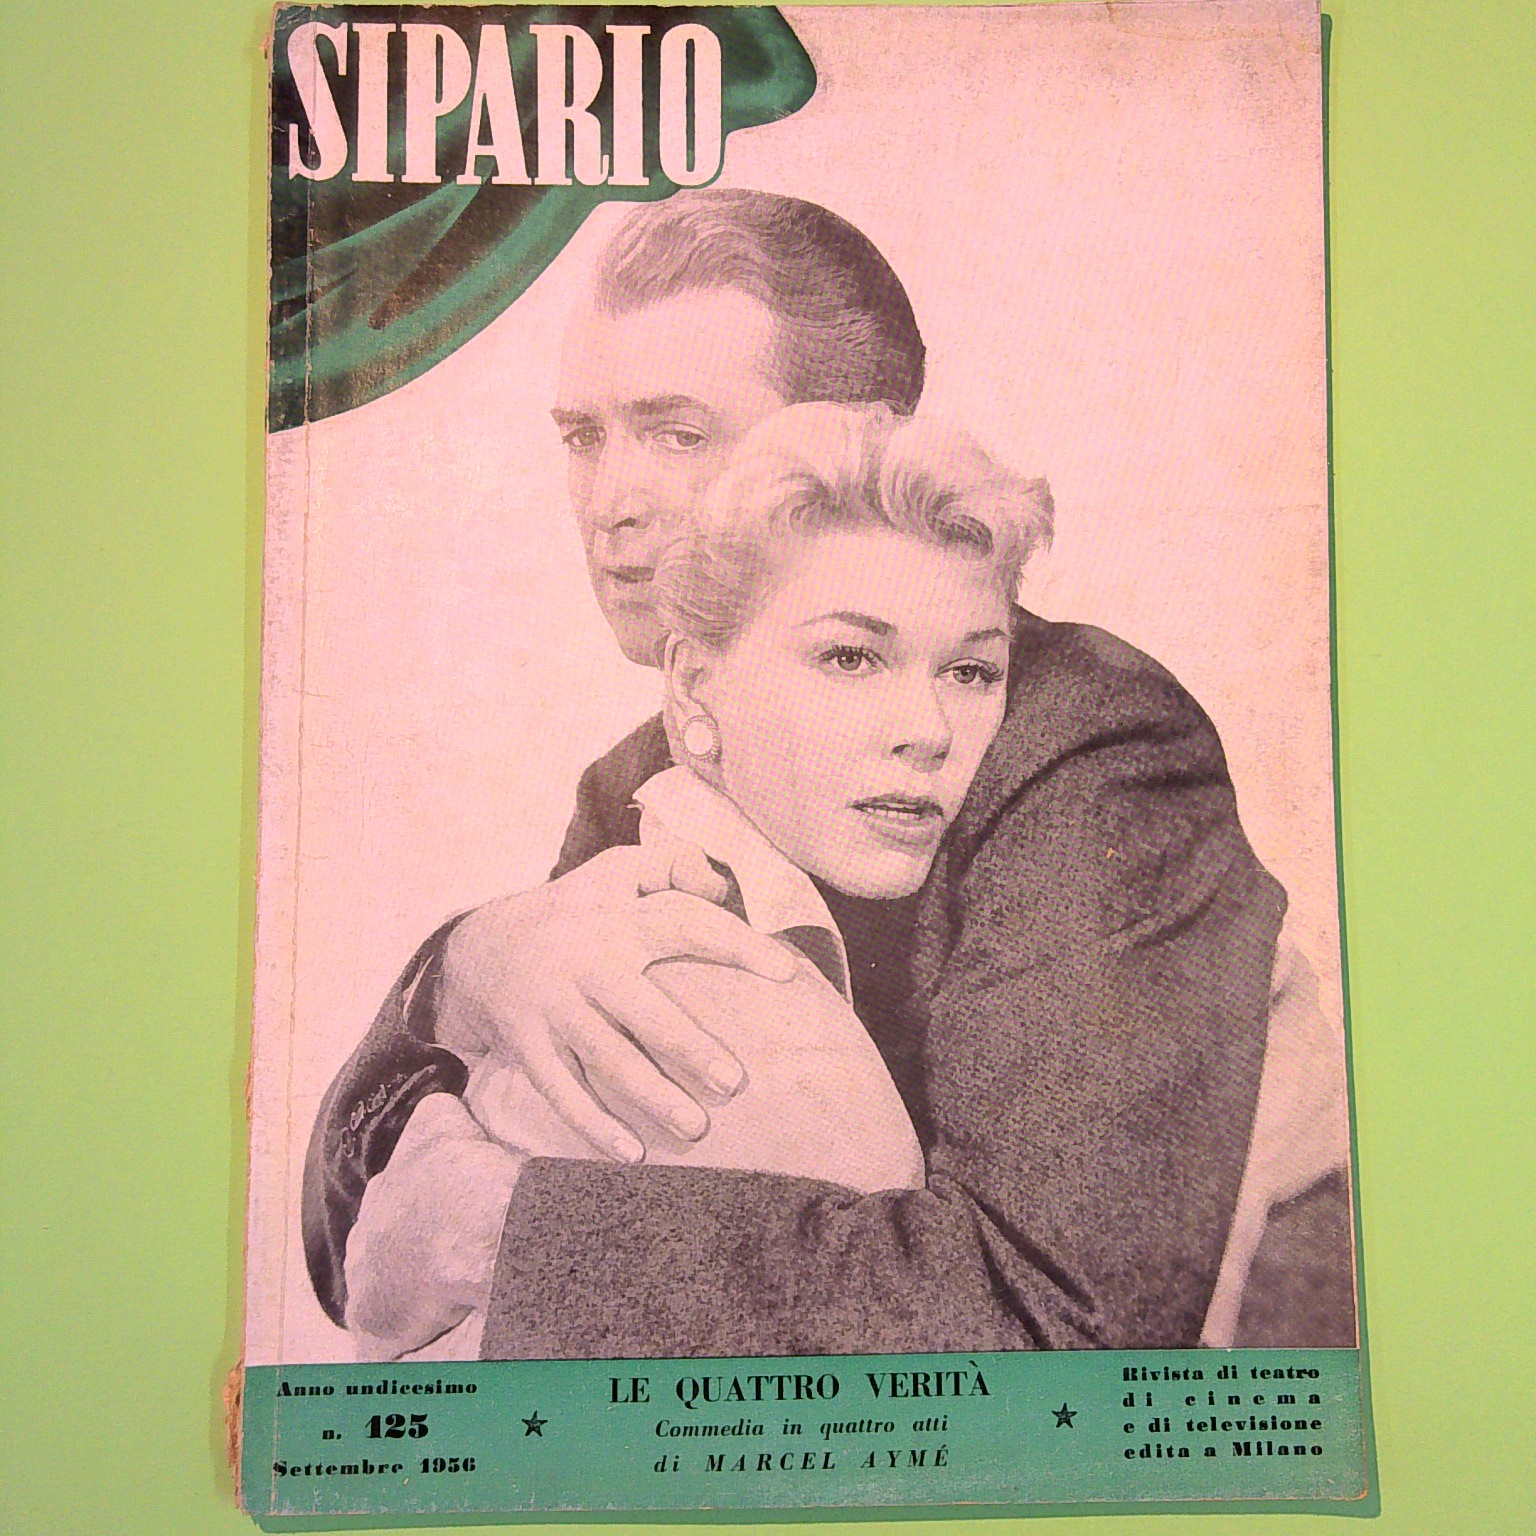 SIPARIO
Anno undicesimo
n. 125
Settembre 1956
LE QUATTRO VERITÀ
Commedia in quattro atti
di MARCEL AYMÉ
Rivista di teatro
di cinema
e di televisione
edita a Milano